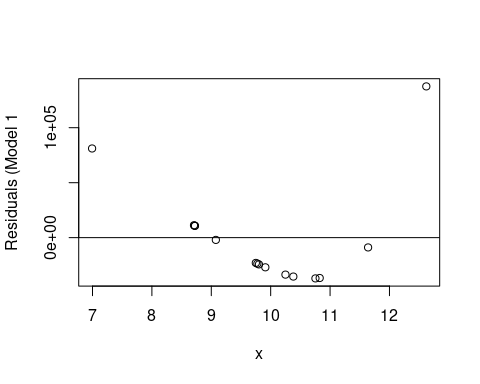 Residuals (Model 1
1e+05
0e+00
7 8 9 10 11 12
x